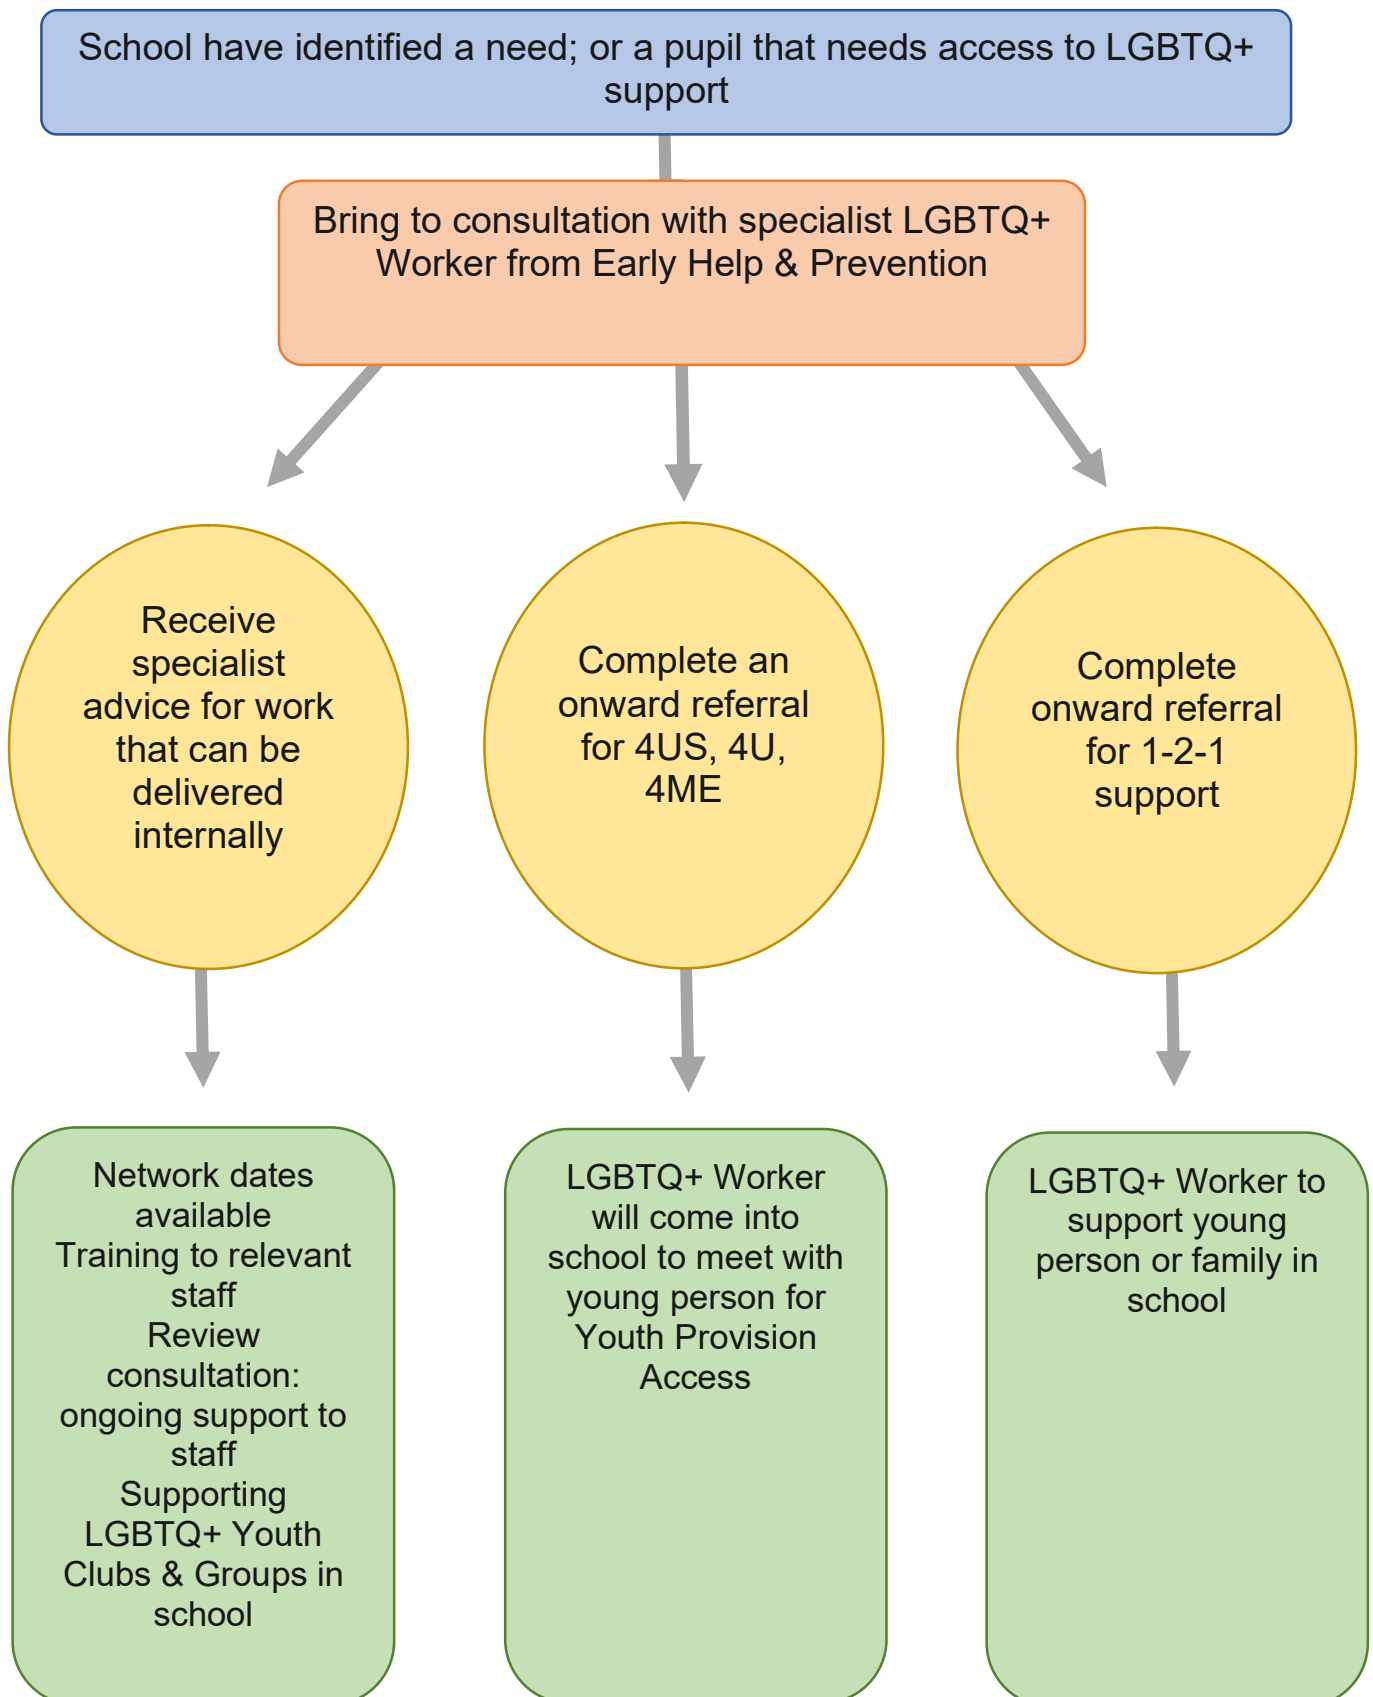 School have identified a need; or a pupil that needs access to LGBTQ+
support
Bring to consultation with specialist LGBTQ+
Worker from Early Help & Prevention
Receive
specialist
advice for work
that can be
delivered
internally
Complete an
onward referral
for 4US, 4U,
4ME
Complete
onward referral
for 1-2-1
support
Network dates
available
Training to relevant
staff
Review
consultation:
ongoing support to
staff
Supporting
LGBTQ+ Youth
Clubs & Groups in
school
LGBTQ+ Worker
will come into
school to meet with
young person for
Youth Provision
Access
LGBTQ+ Worker to
support young
person or family in
school